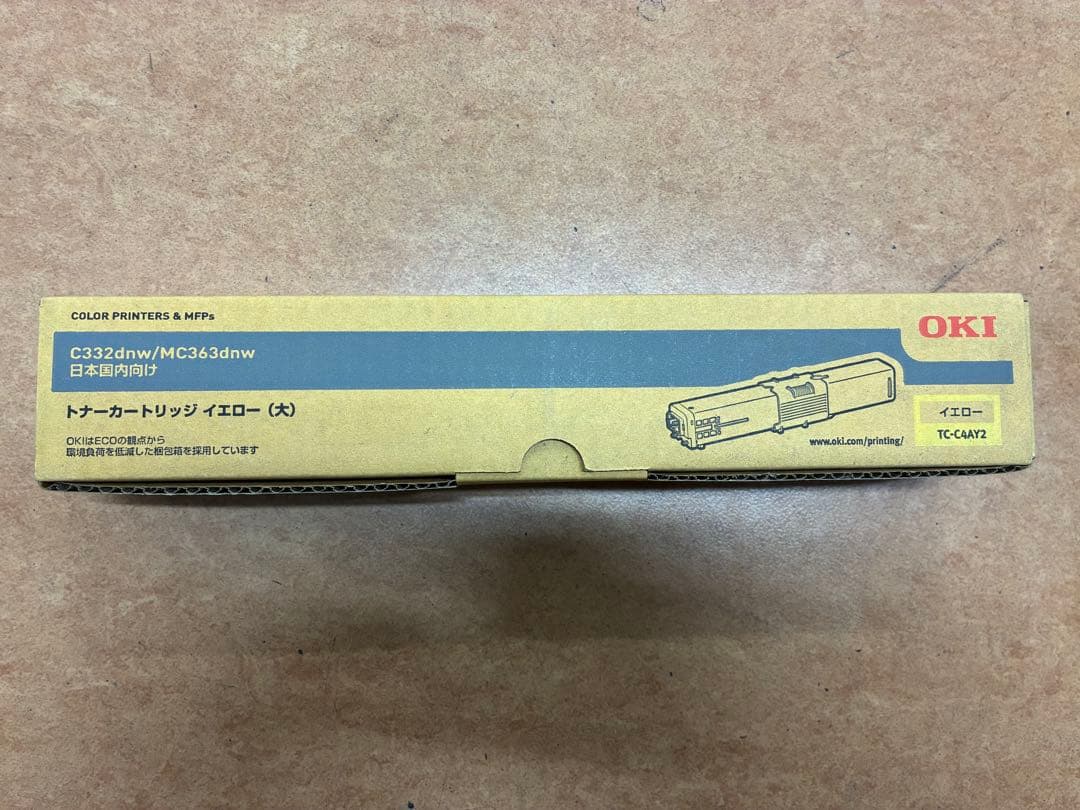 COLOR PRINTERS & MFPs
OKI
C332dnw/MC363dnw
日本国内向け
トナーカートリッジ イエロー（大）
OKIはECOの観点から
環境負荷を低減した梱包箱を採用しています
www.oki.com/printing/
イエロー
TC-C4AY2